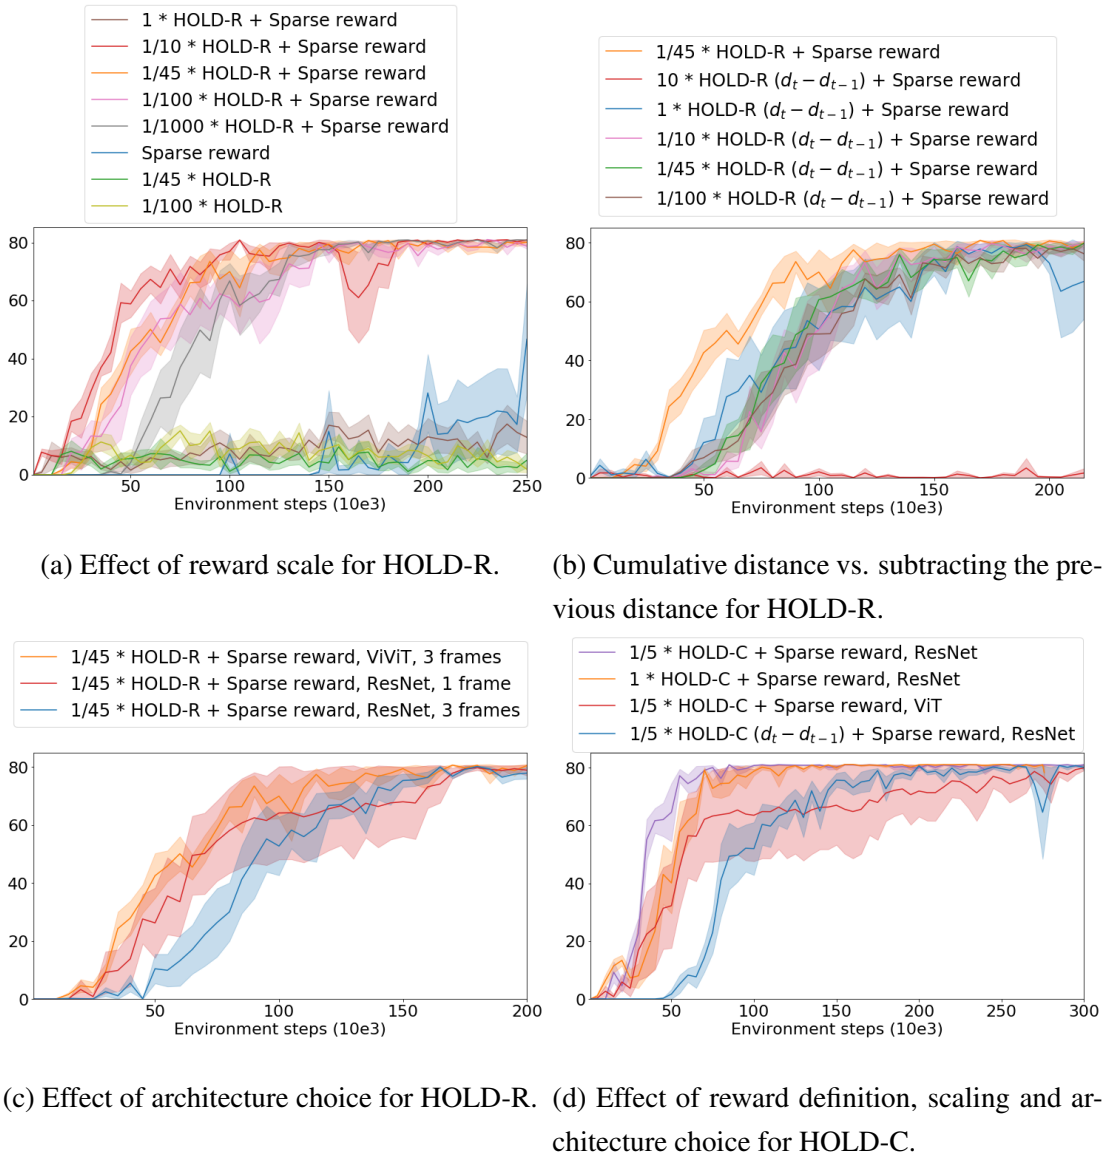 1 * HOLD-R + Sparse reward
1/10 * HOLD-R + Sparse reward
1/45 * HOLD-R + Sparse reward
1/100 * HOLD-R + Sparse reward
1/1000 * HOLD-R + Sparse reward
Sparse reward
1/45 * HOLD-R
1/100 * HOLD-R
80
60
40
20
0
50
100
150
200
250
Environment steps (10e3)
(a) Effect of reward scale for HOLD-R.
1/45 * HOLD-R + Sparse reward
10 * HOLD-R (d_t − d_{t−1}) + Sparse reward
1 * HOLD-R (d_t − d_{t−1}) + Sparse reward
1/10 * HOLD-R (d_t − d_{t−1}) + Sparse reward
1/45 * HOLD-R (d_t − d_{t−1}) + Sparse reward
1/100 * HOLD-R (d_t − d_{t−1}) + Sparse reward
80
60
40
20
0
50
100
150
200
Environment steps (10e3)
(b) Cumulative distance vs. subtracting the pre-
vious distance for HOLD-R.
1/45 * HOLD-R + Sparse reward, ViViT, 3 frames
1/45 * HOLD-R + Sparse reward, ResNet, 1 frame
1/45 * HOLD-R + Sparse reward, ResNet, 3 frames
80
60
40
20
0
50
100
150
200
Environment steps (10e3)
(c) Effect of architecture choice for HOLD-R.
1/5 * HOLD-C + Sparse reward, ResNet
1 * HOLD-C + Sparse reward, ResNet
1/5 * HOLD-C + Sparse reward, ViT
1/5 * HOLD-C (d_t − d_{t−1}) + Sparse reward, ResNet
80
60
40
20
0
50
100
150
200
250
300
Environment steps (10e3)
(d) Effect of reward definition, scaling and ar-
chitecture choice for HOLD-C.